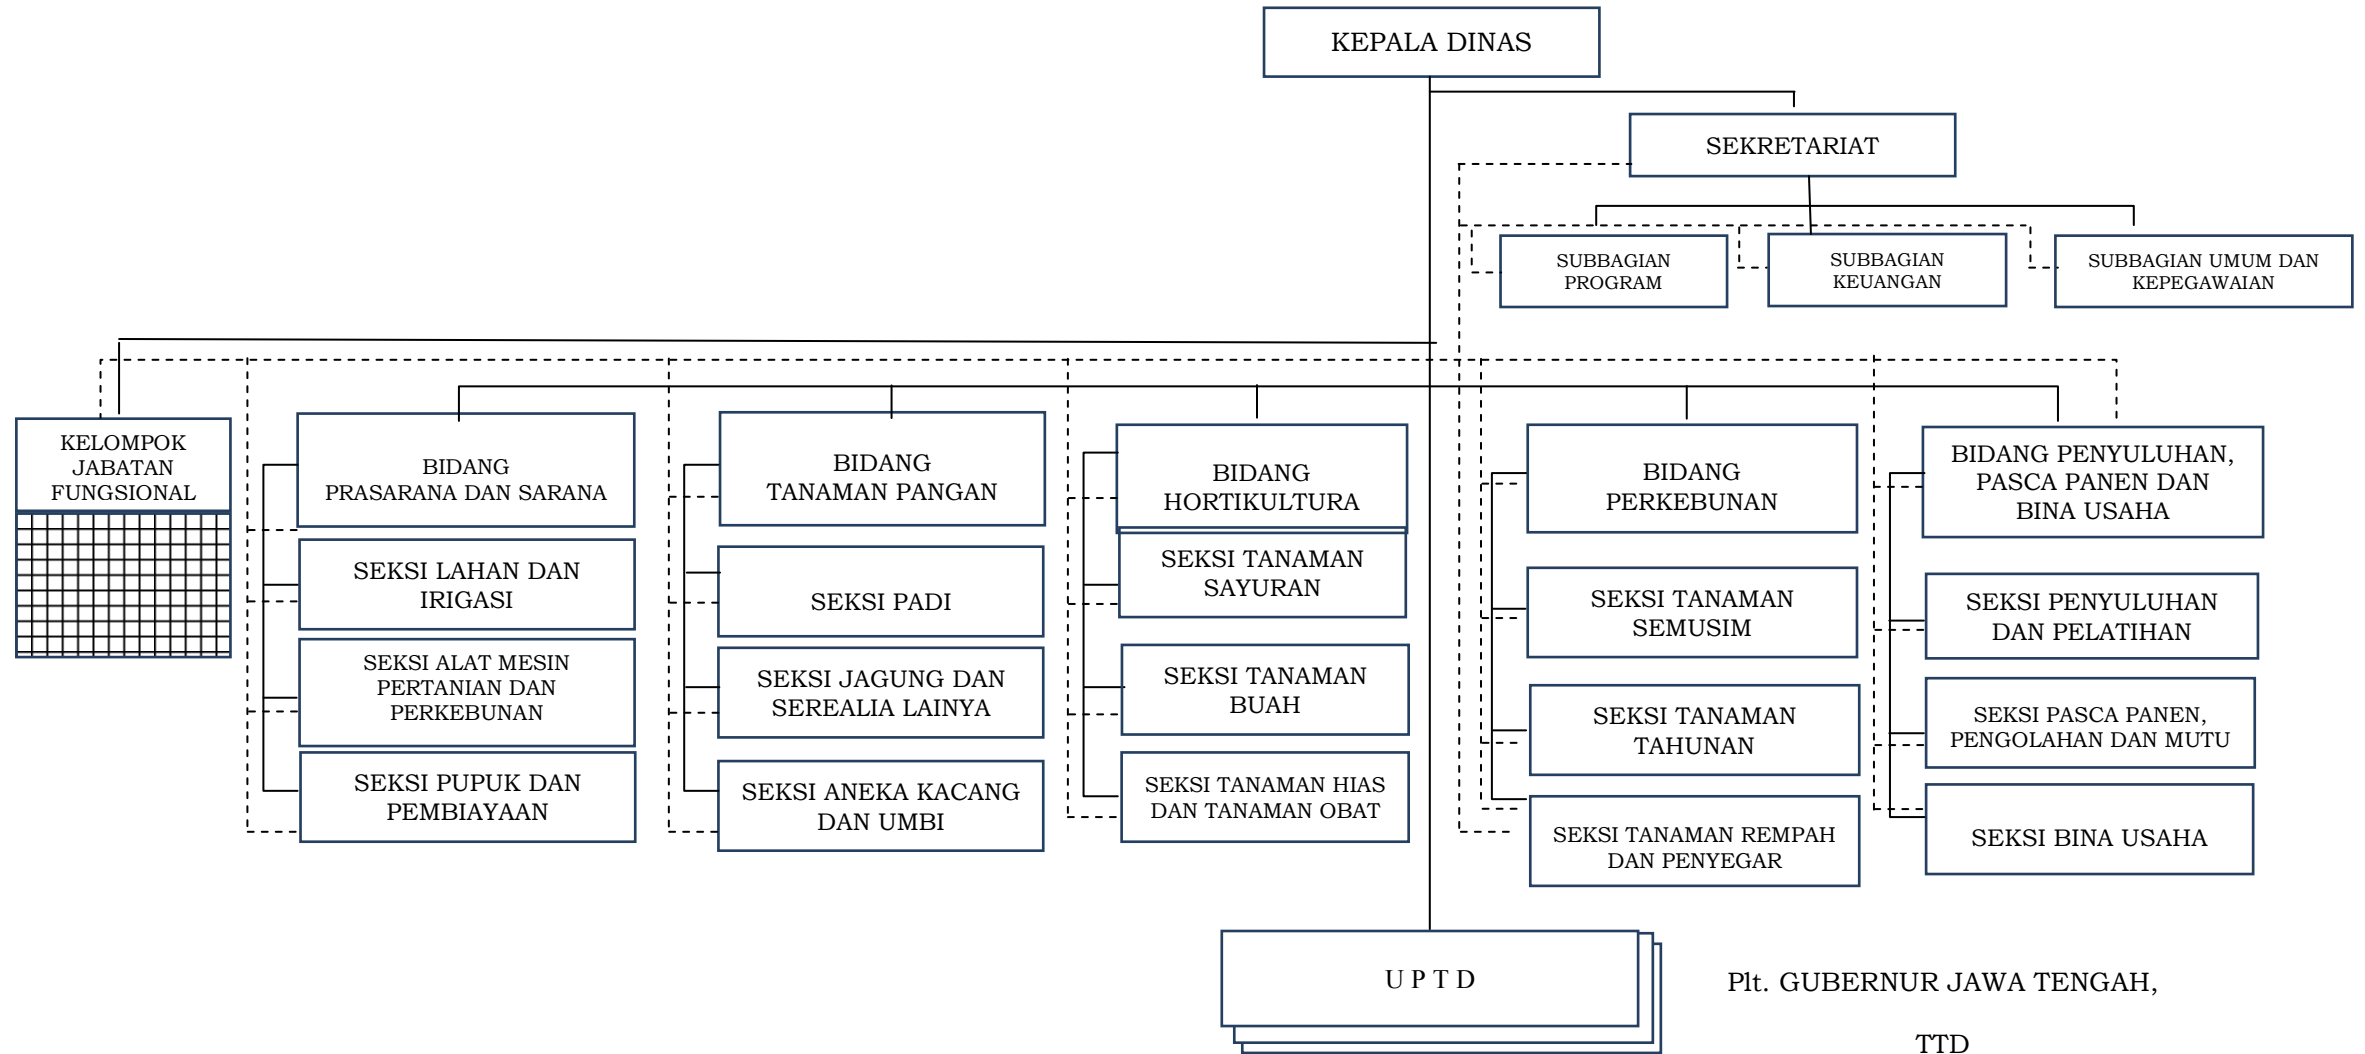 KEPALA DINAS
SEKRETARIAT
SUBBAGIAN
PROGRAM
SUBBAGIAN
KEUANGAN
SUBBAGIAN UMUM DAN
KEPEGAWAIAN
KELOMPOK
JABATAN
FUNGSIONAL
BIDANG
PRASARANA DAN SARANA
SEKSI LAHAN DAN
IRIGASI
SEKSI ALAT MESIN
PERTANIAN DAN
PERKEBUNAN
SEKSI PUPUK DAN
PEMBIAYAAN
BIDANG
TANAMAN PANGAN
SEKSI PADI
SEKSI JAGUNG DAN
SEREALIA LAINYA
SEKSI ANEKA KACANG
DAN UMBI
BIDANG
HORTIKULTURA
SEKSI TANAMAN
SAYURAN
SEKSI TANAMAN
BUAH
SEKSI TANAMAN HIAS
DAN TANAMAN OBAT
BIDANG
PERKEBUNAN
SEKSI TANAMAN
SEMUSIM
SEKSI TANAMAN
TAHUNAN
SEKSI TANAMAN REMPAH
DAN PENYEGAR
BIDANG PENYULUHAN,
PASCA PANEN DAN
BINA USAHA
SEKSI PENYULUHAN
DAN PELATIHAN
SEKSI PASCA PANEN,
PENGOLAHAN DAN MUTU
SEKSI BINA USAHA
U P T D
Plt. GUBERNUR JAWA TENGAH,
TTD